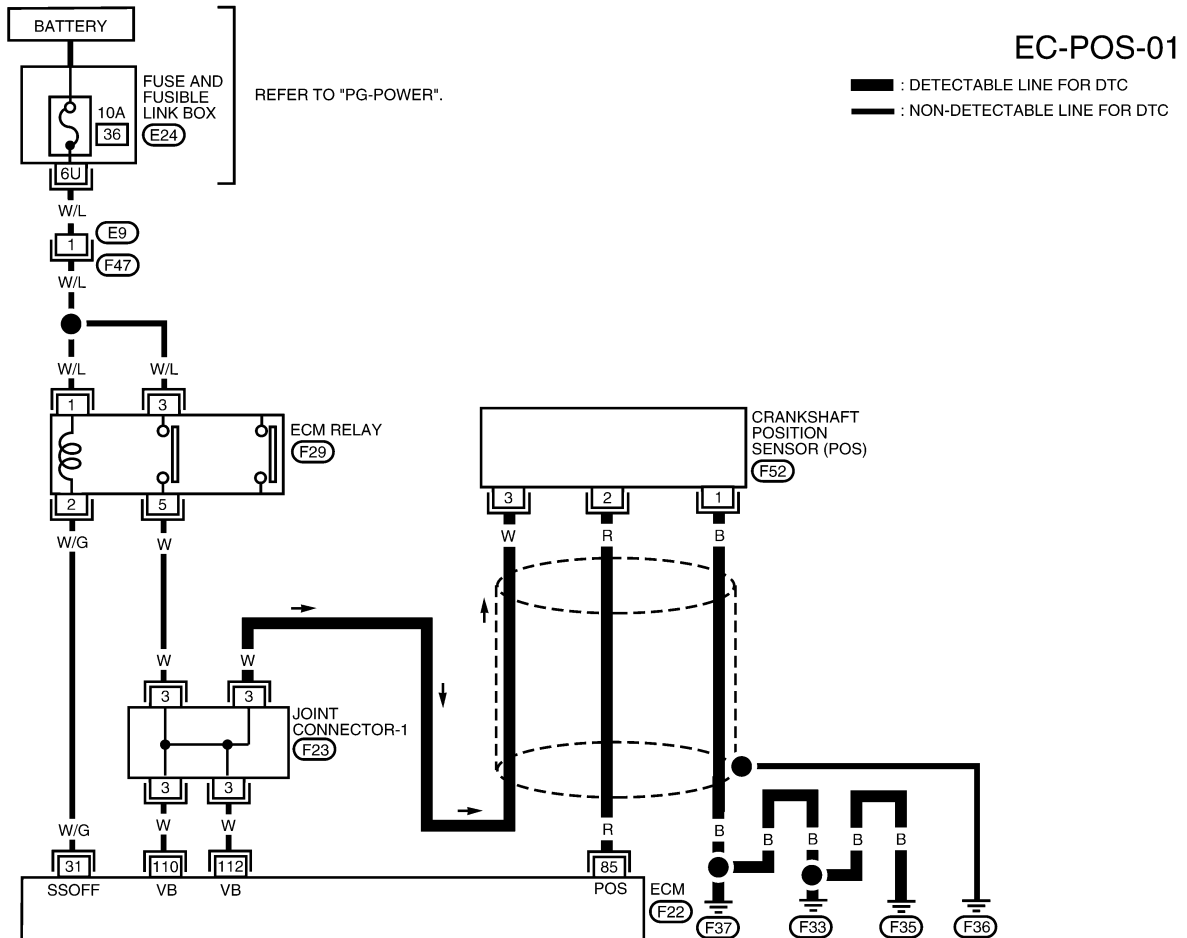 BATTERY
EC-POS-01
: DETECTABLE LINE FOR DTC
: NON-DETECTABLE LINE FOR DTC
REFER TO "PG-POWER".
FUSE AND
FUSIBLE
LINK BOX
E24
10A
36
6U
W/L
E9
1
F47
W/L
W/L
W/L
1
3
ECM RELAY
F29
2
5
W/G
W
CRANKSHAFT
POSITION
SENSOR (POS)
F52
3
2
1
W
R
B
W
W
3
3
JOINT
CONNECTOR-1
F23
3
3
W/G
W
W
R
B
B
B
B
B
31
110
112
85
SSOFF
VB
VB
POS
ECM
F22
F37
F33
F35
F36